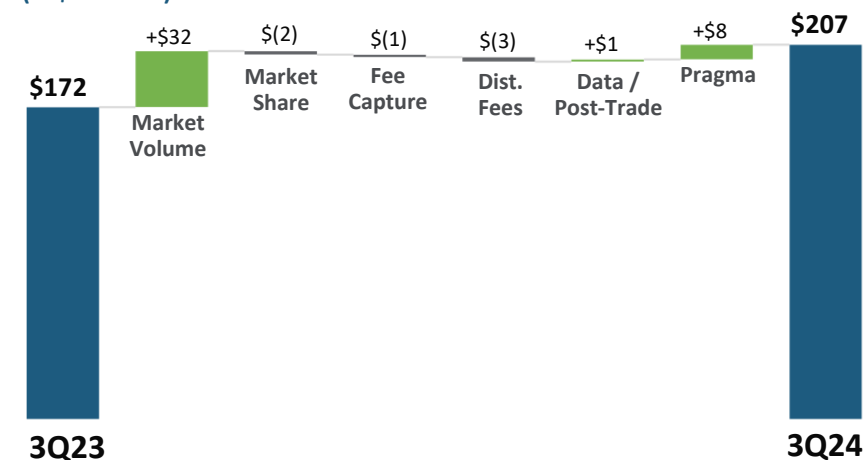 $172
+$32
Market
Volume
$(2)
Market
Share
$(1)
Fee
Capture
$(3)
Dist.
Fees
+$1
Data /
Post-Trade
+$8
Pragma
$207
3Q23
3Q24